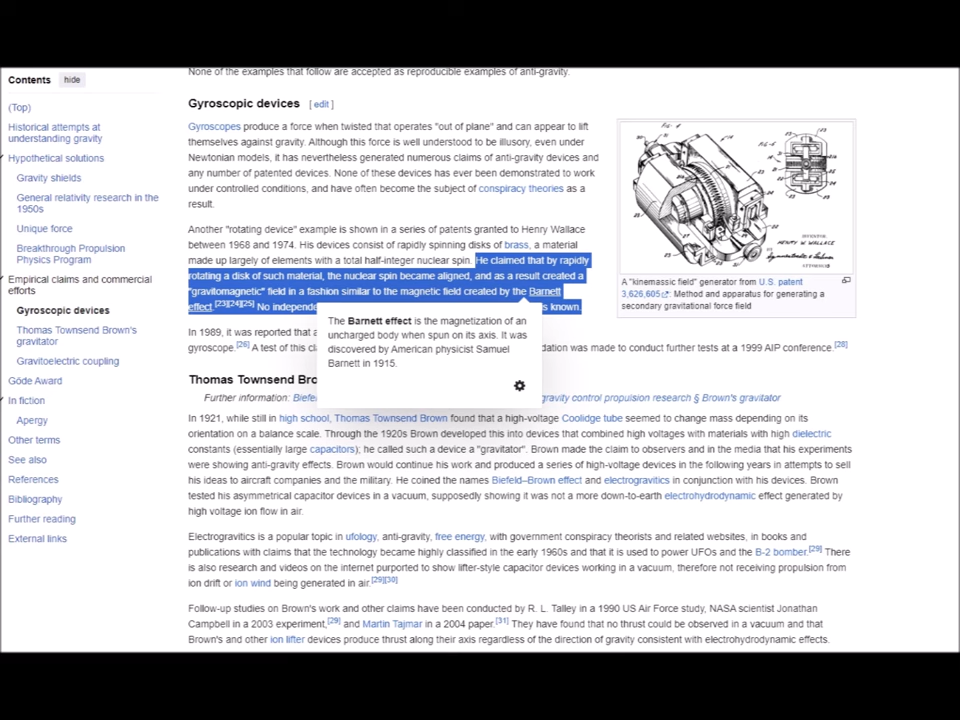 Contents hide
(Top)
Historical attempts at
understanding gravity
Hypothetical solutions
Gravity shields
General relativity research in the
1950s
Unique force
Breakthrough Propulsion
Physics Program
Empirical claims and commercial
efforts
Gyroscopic devices
Thomas Townsend Brown's
gravitator
Gravitoelectric coupling
Göde Award
In fiction
Apergy
Other terms
See also
References
Bibliography
Further reading
External links
None of the examples that follow are accepted as reproducible examples of anti-gravity.
Gyroscopic devices [ edit ]
Gyroscopes produce a force when twisted that operates "out of plane" and can appear to lift
themselves against gravity. Although this force is well understood to be illusory, even under
Newtonian models, it has nevertheless generated numerous claims of anti-gravity devices and
any number of patented devices. None of these devices has ever been demonstrated to work
under controlled conditions, and have often become the subject of conspiracy theories as a
result.
Another "rotating device" example is shown in a series of patents granted to Henry Wallace
between 1968 and 1974. His devices consist of rapidly spinning disks of brass, a material
made up largely of elements with a total half-integer nuclear spin. He claimed that by rapidly
rotating a disk of such material, the nuclear spin became aligned, and as a result created a
"gravitomagnetic" field in a fashion similar to the magnetic field created by the Barnett
effect.[23][24][25] No independe s known.
In 1989, it was reported that a
gyroscope.[26] A test of this cla dation was made to conduct further tests at a 1999 AIP conference.[28]
The Barnett effect is the magnetization of an
uncharged body when spun on its axis. It was
discovered by American physicist Samuel
Barnett in 1915.
HENRY W. WALLACE
A "kinemassic field" generator from U.S. patent
3,626,605: Method and apparatus for generating a
secondary gravitational force field
Thomas Townsend Bro
Further information: Biefel gravity control propulsion research § Brown's gravitator
In 1921, while still in high school, Thomas Townsend Brown found that a high-voltage Coolidge tube seemed to change mass depending on its
orientation on a balance scale. Through the 1920s Brown developed this into devices that combined high voltages with materials with high dielectric
constants (essentially large capacitors); he called such a device a "gravitator". Brown made the claim to observers and in the media that his experiments
were showing anti-gravity effects. Brown would continue his work and produced a series of high-voltage devices in the following years in attempts to sell
his ideas to aircraft companies and the military. He coined the names Biefeld–Brown effect and electrogravitics in conjunction with his devices. Brown
tested his asymmetrical capacitor devices in a vacuum, supposedly showing it was not a more down-to-earth electrohydrodynamic effect generated by
high voltage ion flow in air.
Electrogravitics is a popular topic in ufology, anti-gravity, free energy, with government conspiracy theorists and related websites, in books and
publications with claims that the technology became highly classified in the early 1960s and that it is used to power UFOs and the B-2 bomber.[29] There
is also research and videos on the internet purported to show lifter-style capacitor devices working in a vacuum, therefore not receiving propulsion from
ion drift or ion wind being generated in air.[29][30]
Follow-up studies on Brown's work and other claims have been conducted by R. L. Talley in a 1990 US Air Force study, NASA scientist Jonathan
Campbell in a 2003 experiment,[29] and Martin Tajmar in a 2004 paper.[31] They have found that no thrust could be observed in a vacuum and that
Brown's and other ion lifter devices produce thrust along their axis regardless of the direction of gravity consistent with electrohydrodynamic effects.